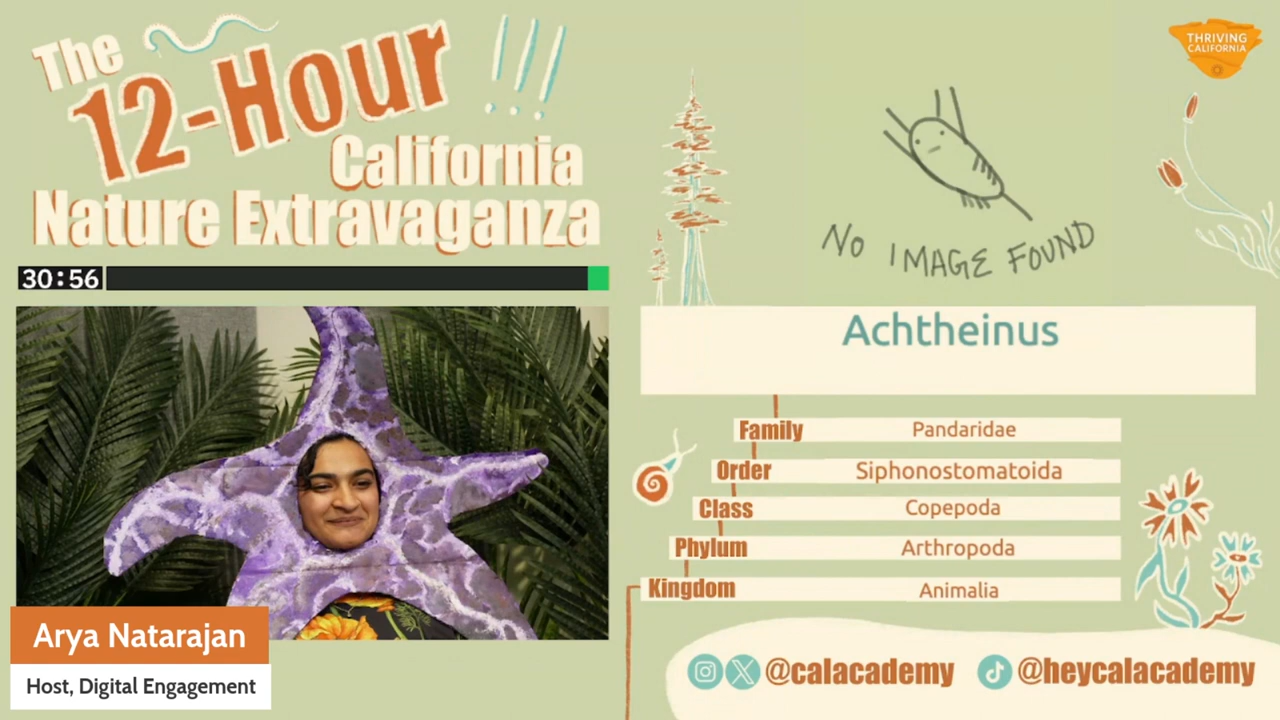 The
12-Hour!!!
California
Nature Extravaganza
30:56
Arya Natarajan
Host, Digital Engagement
THRIVING
CALIFORNIA
NO IMAGE FOUND
Achtheinus
Family Pandaridae
Order Siphonostomatoida
Class Copepoda
Phylum Arthropoda
Kingdom Animalia
@calacademy @heycalacademy